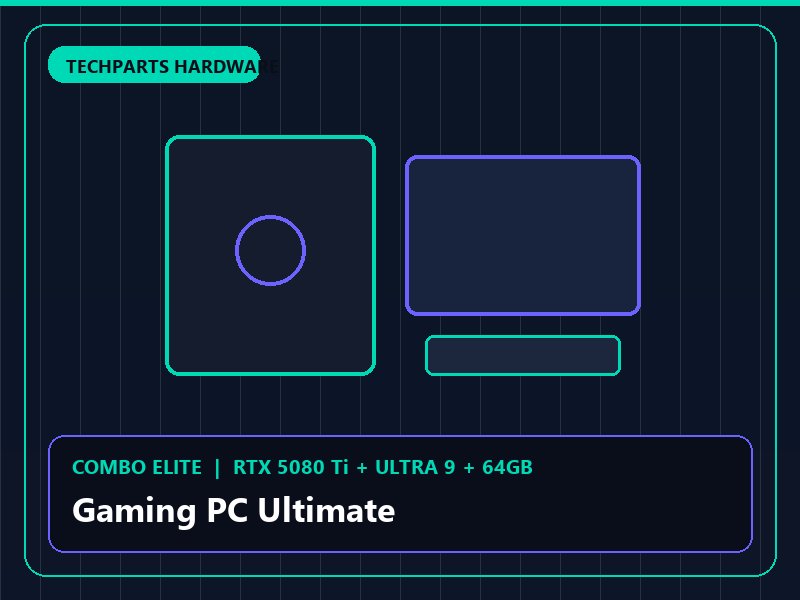 TECHPARTS HARDWARE
COMBO ELITE | RTX 5080 Ti + ULTRA 9 + 64GB
Gaming PC Ultimate